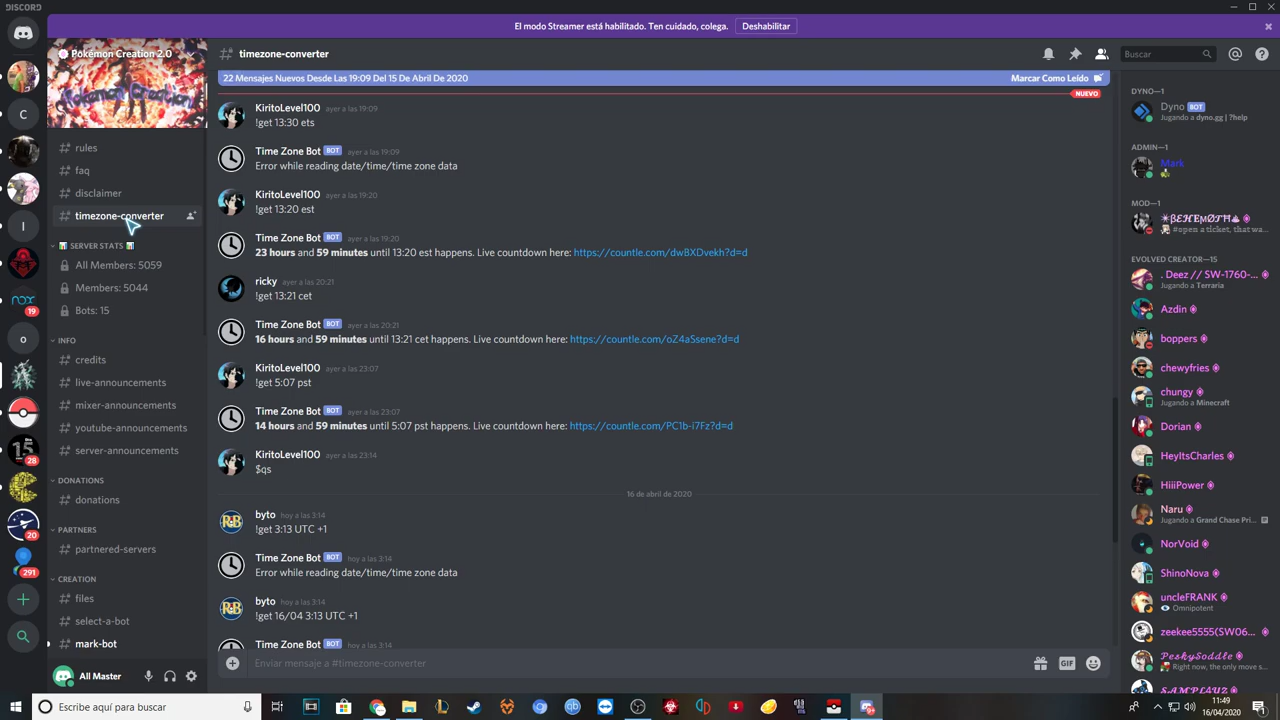 DISCORD
El modo Streamer está habilitado. Ten cuidado, colega. Deshabilitar
Pokémon Creation 2.0
Pokémon Creation!
# rules
# faq
# disclaimer
# timezone-converter
SERVER STATS
All Members: 5059
Members: 5044
Bots: 15
INFO
# credits
# live-announcements
# mixer-announcements
# youtube-announcements
# server-announcements
DONATIONS
# donations
PARTNERS
# partnered-servers
CREATION
# files
# select-a-bot
# mark-bot
All Master
C
I
NOX
19
O
15
28
20
291
# timezone-converter
Buscar
22 Mensajes Nuevos Desde Las 19:09 Del 15 De Abril De 2020 Marcar Como Leído
NUEVO
KiritoLevel100 ayer a las 19:09
!get 13:30 ets
Time Zone Bot BOT ayer a las 19:09
Error while reading date/time/time zone data
KiritoLevel100 ayer a las 19:20
!get 13:20 est
Time Zone Bot BOT ayer a las 19:20
23 hours and 59 minutes until 13:20 est happens. Live countdown here: https://countle.com/dwBXDvekh?d=d
ricky ayer a las 20:21
!get 13:21 cet
Time Zone Bot BOT ayer a las 20:21
16 hours and 59 minutes until 13:21 cet happens. Live countdown here: https://countle.com/oZ4aSsene?d=d
KiritoLevel100 ayer a las 23:07
!get 5:07 pst
Time Zone Bot BOT ayer a las 23:07
14 hours and 59 minutes until 5:07 pst happens. Live countdown here: https://countle.com/PC1b-i7Fz?d=d
KiritoLevel100 ayer a las 23:14
$qs
16 de abril de 2020
byto hoy a las 3:14
!get 3:13 UTC +1
Time Zone Bot BOT hoy a las 3:14
Error while reading date/time/time zone data
byto hoy a las 3:14
!get 16/04 3:13 UTC +1
Time Zone Bot BOT hoy a las 3:14
Enviar mensaje a #timezone-converter
GIF
DYNO—1
Dyno BOT
Jugando a dyno.gg | ?help
ADMIN—1
Mark
MOD—1
βΣΉΣMØTΉ
#open a ticket, that wa...
EVOLVED CREATOR—15
. Deez // SW-1760-...
Jugando a Terraria
Azdin
boppers
chewyfries
chungy
Jugando a Minecraft
Dorian
HeyItsCharles
HiiiPower
Naru
Jugando a Grand Chase Pri...
NorVoid
ShinoNova
uncleFRANK
Omnipotent
zeekee5555(SW06...
𝓟𝓮𝓼𝓴𝔂𝓢𝓸𝓭𝓭𝓵𝓮
Right now, the only move s...
𝓢𝓐𝓜𝓟𝓛4𝓤𝓩
Escribe aquí para buscar
11:49
16/04/2020